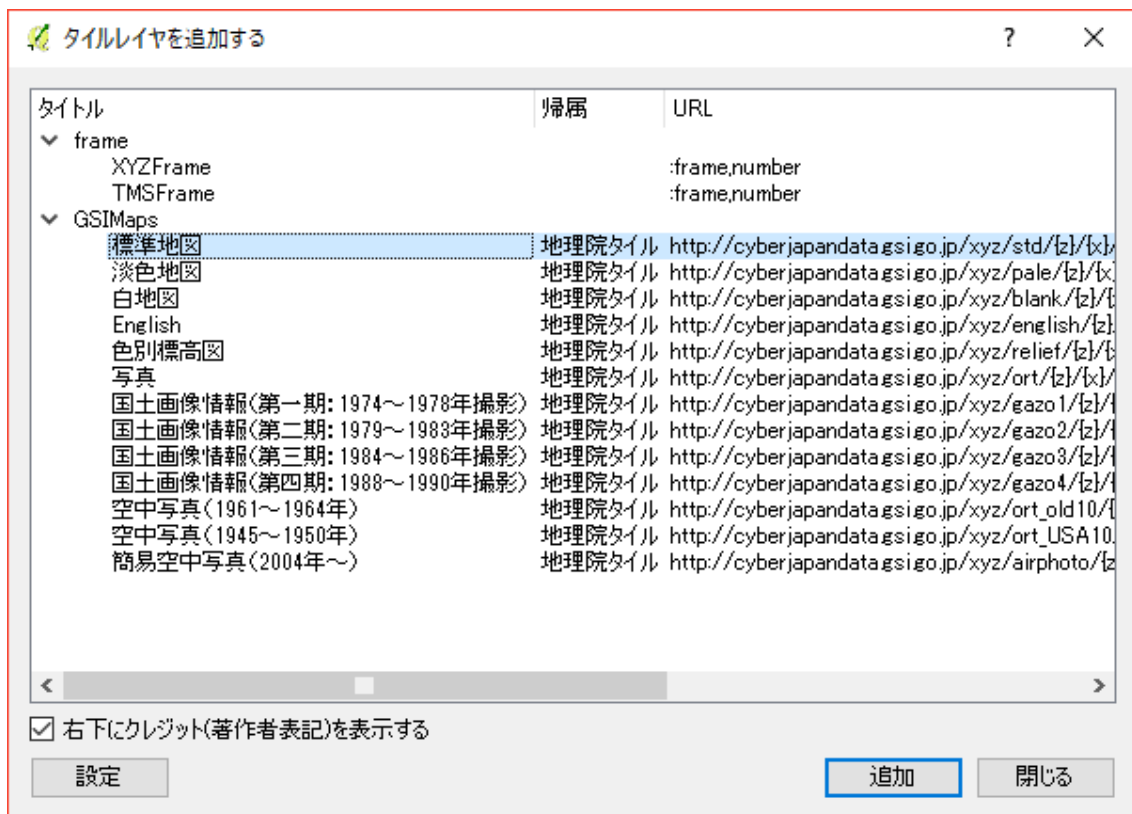 タイルレイヤを追加する ? ×
タイトル 帰属 URL
frame
XYZFrame :frame,number
TMSFrame :frame,number
GSIMaps
標準地図 地理院タイル http://cyberjapandata.gsi.go.jp/xyz/std/{z}/{x}/
淡色地図 地理院タイル http://cyberjapandata.gsi.go.jp/xyz/pale/{z}/{x
白地図 地理院タイル http://cyberjapandata.gsi.go.jp/xyz/blank/{z}/{
English 地理院タイル http://cyberjapandata.gsi.go.jp/xyz/english/{z}
色別標高図 地理院タイル http://cyberjapandata.gsi.go.jp/xyz/relief/{z}/{
写真 地理院タイル http://cyberjapandata.gsi.go.jp/xyz/ort/{z}/{x}/
国土画像情報(第一期: 1974～1978年撮影) 地理院タイル http://cyberjapandata.gsi.go.jp/xyz/gazo1/{z}/{
国土画像情報(第二期: 1979～1983年撮影) 地理院タイル http://cyberjapandata.gsi.go.jp/xyz/gazo2/{z}/{
国土画像情報(第三期: 1984～1986年撮影) 地理院タイル http://cyberjapandata.gsi.go.jp/xyz/gazo3/{z}/{
国土画像情報(第四期: 1988～1990年撮影) 地理院タイル http://cyberjapandata.gsi.go.jp/xyz/gazo4/{z}/{
空中写真(1961～1964年) 地理院タイル http://cyberjapandata.gsi.go.jp/xyz/ort_old10/{
空中写真(1945～1950年) 地理院タイル http://cyberjapandata.gsi.go.jp/xyz/ort_USA10
簡易空中写真(2004年～) 地理院タイル http://cyberjapandata.gsi.go.jp/xyz/airphoto/{z
右下にクレジット(著作者表記)を表示する
設定 追加 閉じる